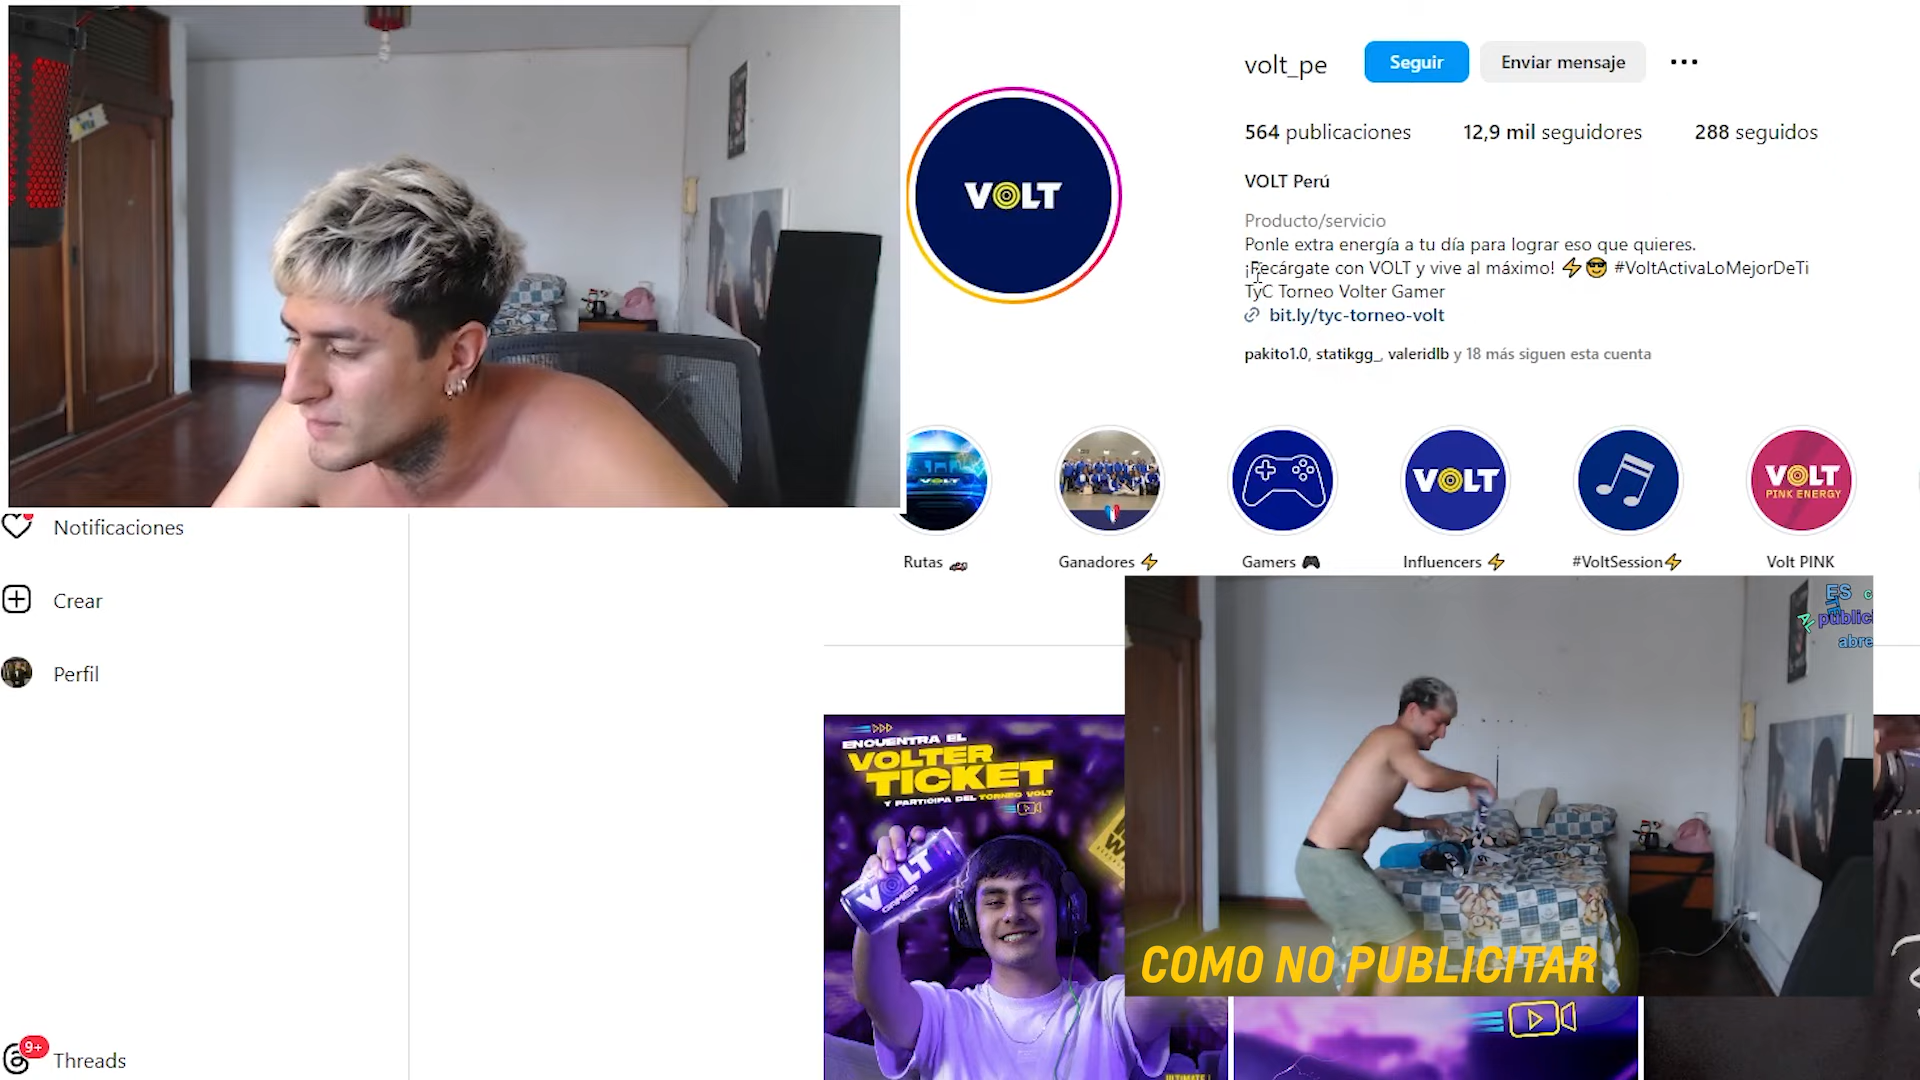 volt_pe
Seguir
Enviar mensaje
564 publicaciones
12,9 mil seguidores
288 seguidos
VOLT Perú
Producto/servicio
Ponle extra energía a tu día para lograr eso que quieres.
¡Recárgate con VOLT y vive al máximo! ⚡😎 #VoltActivaLoMejorDeTi
TyC Torneo Volter Gamer
bit.ly/tyc-torneo-volt
pakito1.0, statikgg_, valeridlb y 18 más siguen esta cuenta
VOLT
VOLT
VOLT
VOLT
PINK ENERGY
Rutas 🏎
Ganadores ⚡
Gamers 🎮
Influencers ⚡
#VoltSession⚡
Volt PINK
Notificaciones
Crear
Perfil
9+
Threads
ENCUENTRA EL
VOLTER
TICKET
Y PARTICIPA DEL TORNEO VOLT
VOLT
GAMER
ES
abre
COMO NO PUBLICITAR